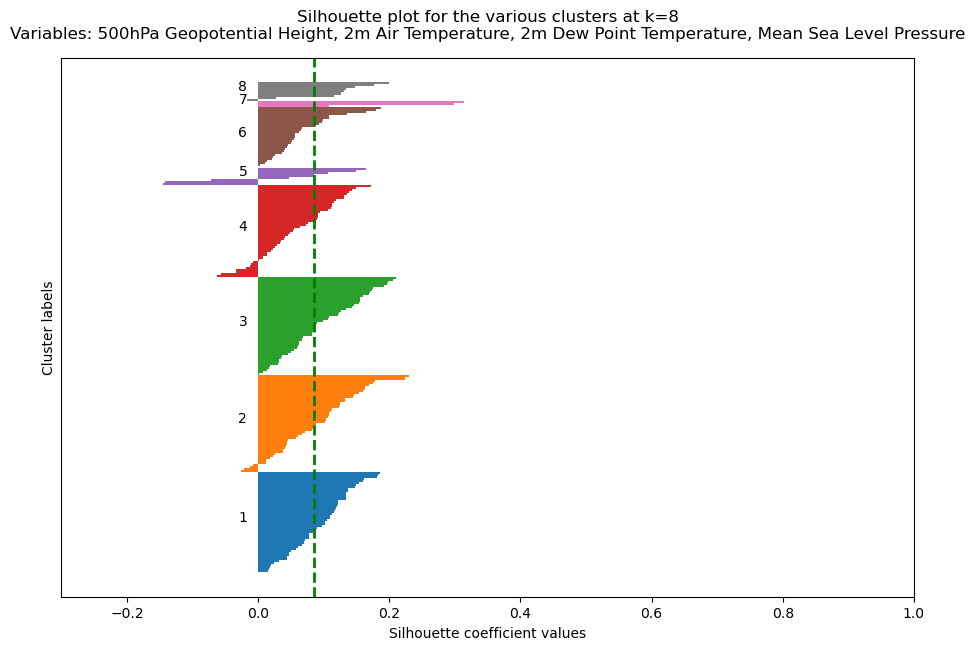 Silhouette plot for the various clusters at k=8
Variables: 500hPa Geopotential Height, 2m Air Temperature, 2m Dew Point Temperature, Mean Sea Level Pressure
8
7
6
5
4
3
2
1
Cluster labels
−0.2 0.0 0.2 0.4 0.6 0.8 1.0
Silhouette coefficient values